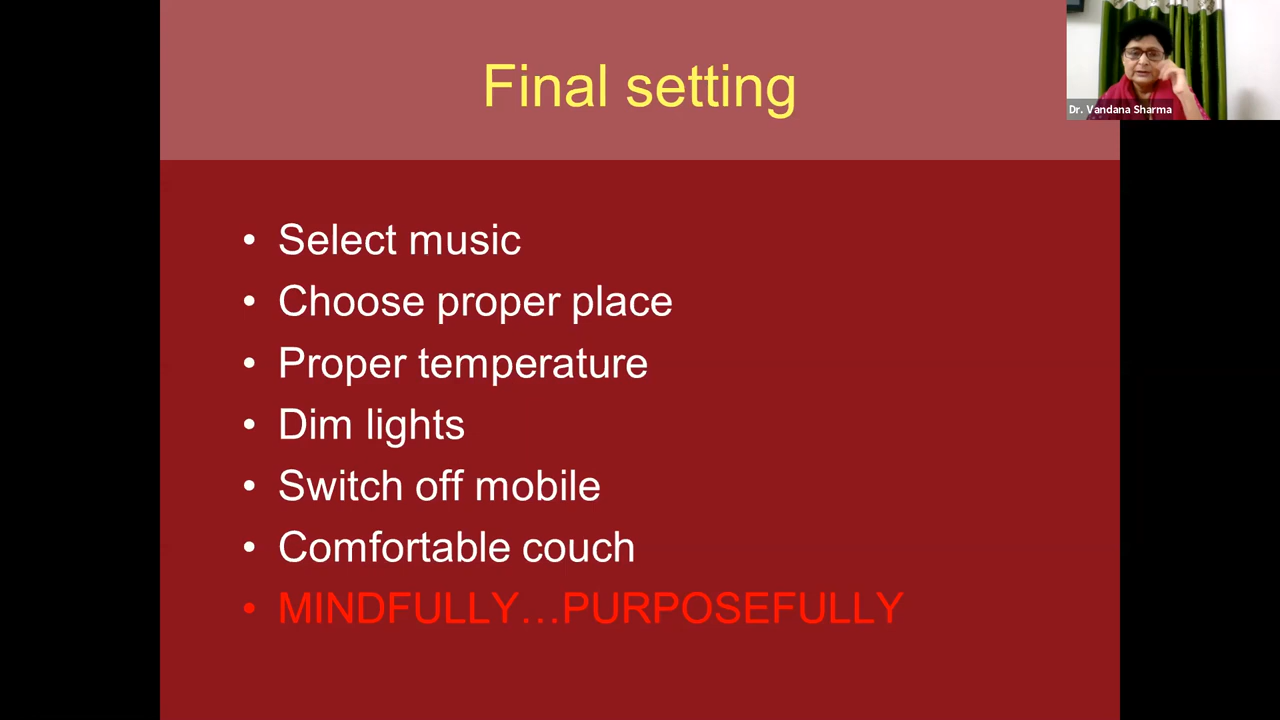 Final setting
Dr. Vandana Sharma
• Select music
• Choose proper place
• Proper temperature
• Dim lights
• Switch off mobile
• Comfortable couch
• MINDFULLY…PURPOSEFULLY